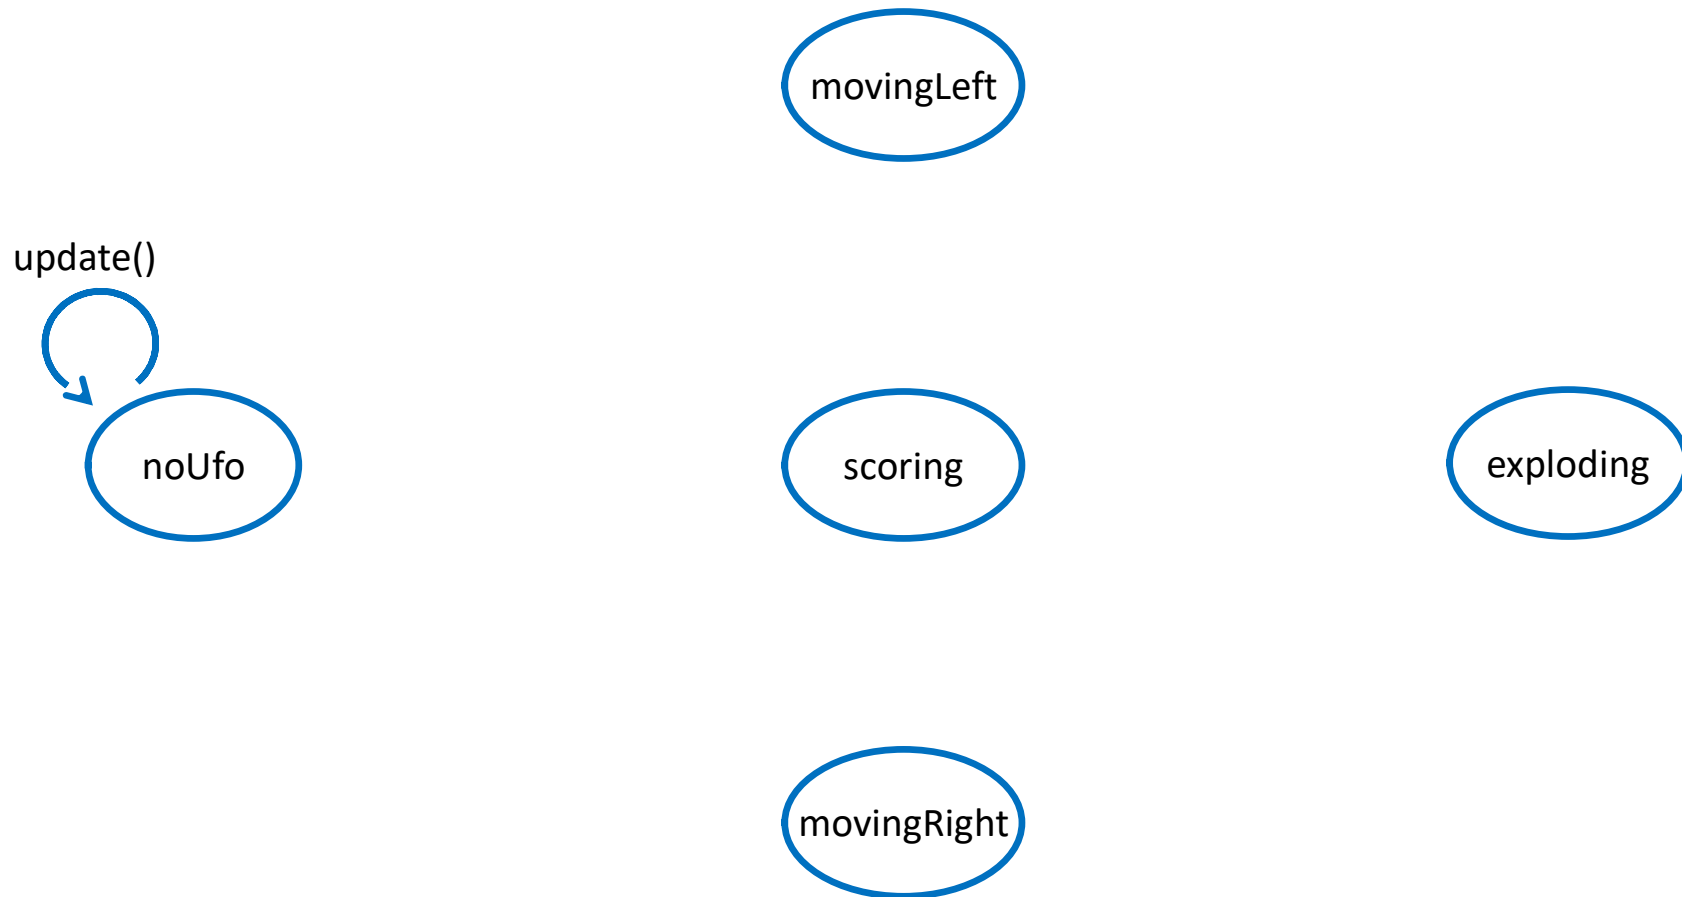 movingLeft
update()
noUfo
scoring
exploding
movingRight